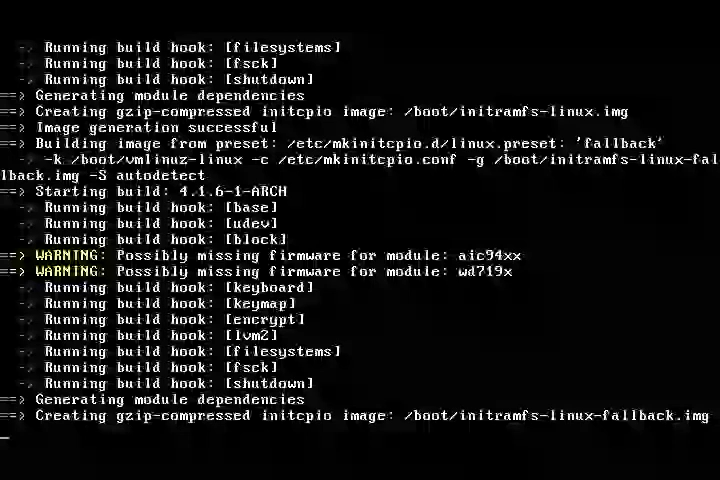 -> Running build hook: [filesystems]
-> Running build hook: [fsck]
-> Running build hook: [shutdown]
==> Generating module dependencies
==> Creating gzip-compressed initcpio image: /boot/initramfs-linux.img
==> Image generation successful
==> Building image from preset: /etc/mkinitcpio.d/linux.preset: 'fallback'
-> -k /boot/vmlinuz-linux -c /etc/mkinitcpio.conf -g /boot/initramfs-linux-fal
lback.img -S autodetect
==> Starting build: 4.1.6-1-ARCH
-> Running build hook: [base]
-> Running build hook: [udev]
-> Running build hook: [block]
==> WARNING: Possibly missing firmware for module: aic94xx
==> WARNING: Possibly missing firmware for module: wd719x
-> Running build hook: [keyboard]
-> Running build hook: [keymap]
-> Running build hook: [encrypt]
-> Running build hook: [lvm2]
-> Running build hook: [filesystems]
-> Running build hook: [fsck]
-> Running build hook: [shutdown]
==> Generating module dependencies
==> Creating gzip-compressed initcpio image: /boot/initramfs-linux-fallback.img